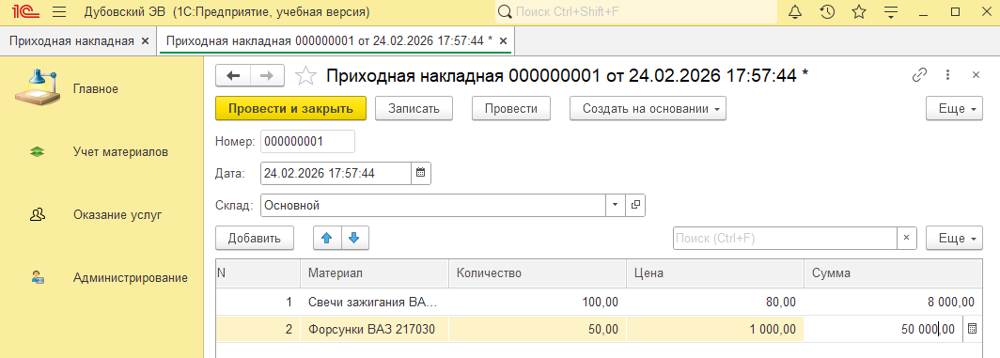 1С Дубовский ЭВ (1С:Предприятие, учебная версия) Поиск Ctrl+Shift+F
Приходная накладная × Приходная накладная 000000001 от 24.02.2026 17:57:44 * ×
Главное
Учет материалов
Оказание услуг
Администрирование
Приходная накладная 000000001 от 24.02.2026 17:57:44 *
Провести и закрыть Записать Провести Создать на основании Еще
Номер: 000000001
Дата: 24.02.2026 17:57:44
Склад: Основной
Добавить Поиск (Ctrl+F) × Еще
N Материал Количество Цена Сумма
1 Свечи зажигания ВА... 100,00 80,00 8 000,00
2 Форсунки ВАЗ 217030 50,00 1 000,00 50 000,00